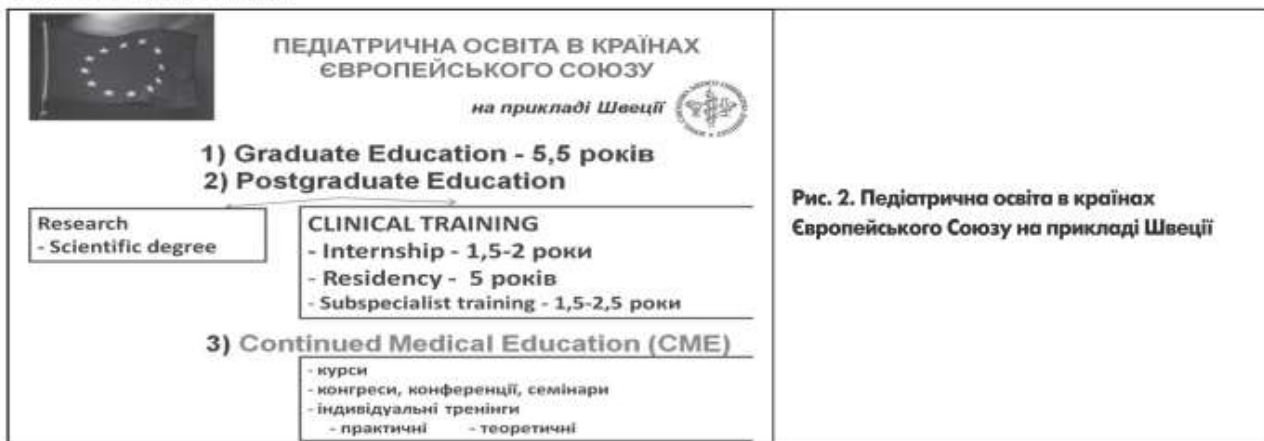 ПЕДІАТРИЧНА ОСВІТА В КРАЇНАХ
ЄВРОПЕЙСЬКОГО СОЮЗУ
на прикладі Швеції
1) Graduate Education - 5,5 років
2) Postgraduate Education
Research
- Scientific degree
CLINICAL TRAINING
- Internship - 1,5-2 роки
- Residency - 5 років
- Subspecialist training - 1,5-2,5 роки
3) Continued Medical Education (CME)
- курси
- конгреси, конференції, семінари
- індивідуальні тренінги
- практичні - теоретичні
Рис. 2. Педіатрична освіта в країнах
Європейського Союзу на прикладі Швеції